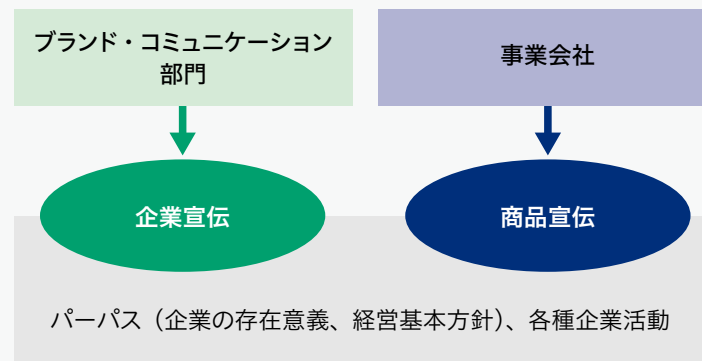 ブランド・コミュニケーション
部門
事業会社
企業宣伝
商品宣伝
パーパス（企業の存在意義、経営基本方針）、各種企業活動